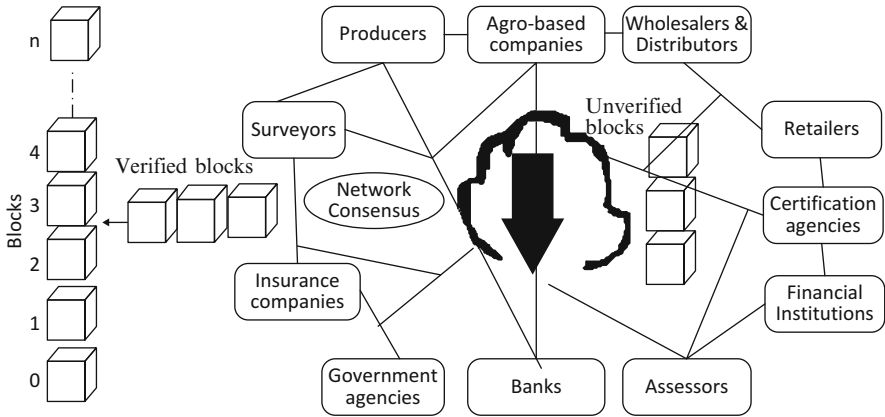 n
4
3
2
1
0
Blocks
Verified blocks
Producers
Agro-based
companies
Wholesalers &
Distributors
Surveyors
Unverified
blocks
Retailers
Network
Consensus
Certification
agencies
Insurance
companies
Financial
Institutions
Government
agencies
Banks
Assessors